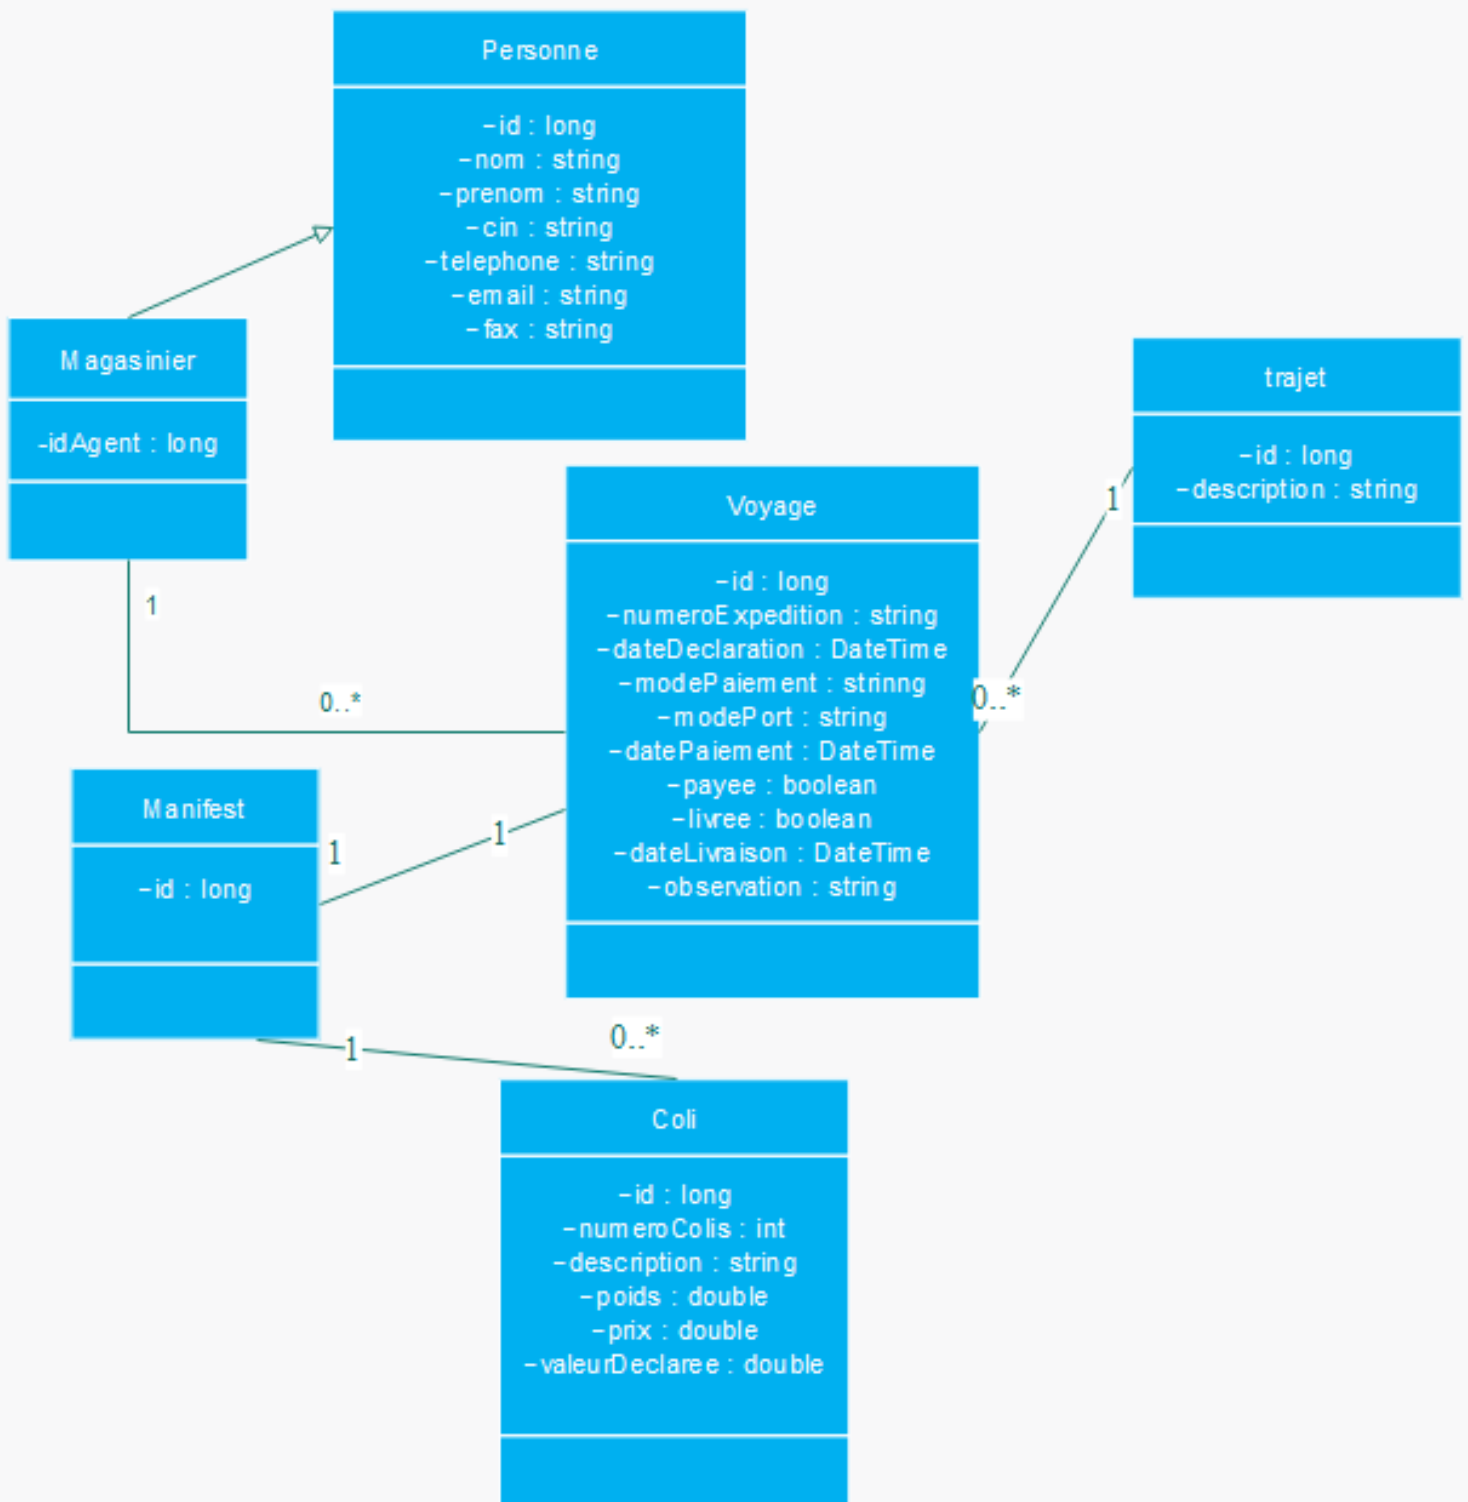 Personne
-id : long
-nom : string
-prenom : string
-cin : string
-telephone : string
-email : string
-fax : string
Magasinier
-idAgent : long
trajet
-id : long
-description : string
1
Voyage
-id : long
-numeroExpedition : string
-dateDeclaration : DateTime
-modePaiement : strinng
-modePort : string
-datePaiement : DateTime
-payee : boolean
-livree : boolean
-dateLivraison : DateTime
-observation : string
1
0..*
0..*
Manifest
-id : long
1
1
1
0..*
Coli
-id : long
-numeroColis : int
-description : string
-poids : double
-prix : double
-valeurDeclaree : double